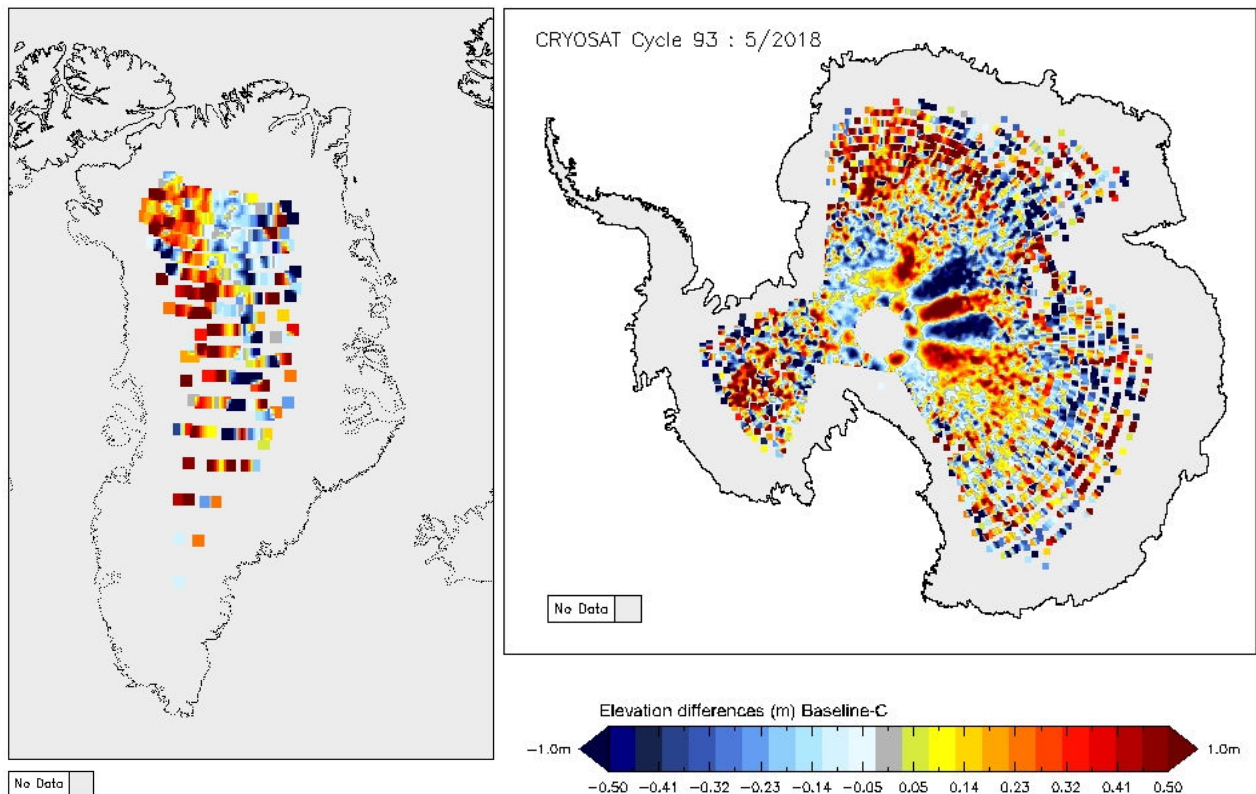 CRYOSAT Cycle 93 : 5/2018
No Data
Elevation differences (m) Baseline-C
-1.0m 1.0m
-0.50 -0.41 -0.32 -0.23 -0.14 -0.05 0.05 0.14 0.23 0.32 0.41 0.50
No Data